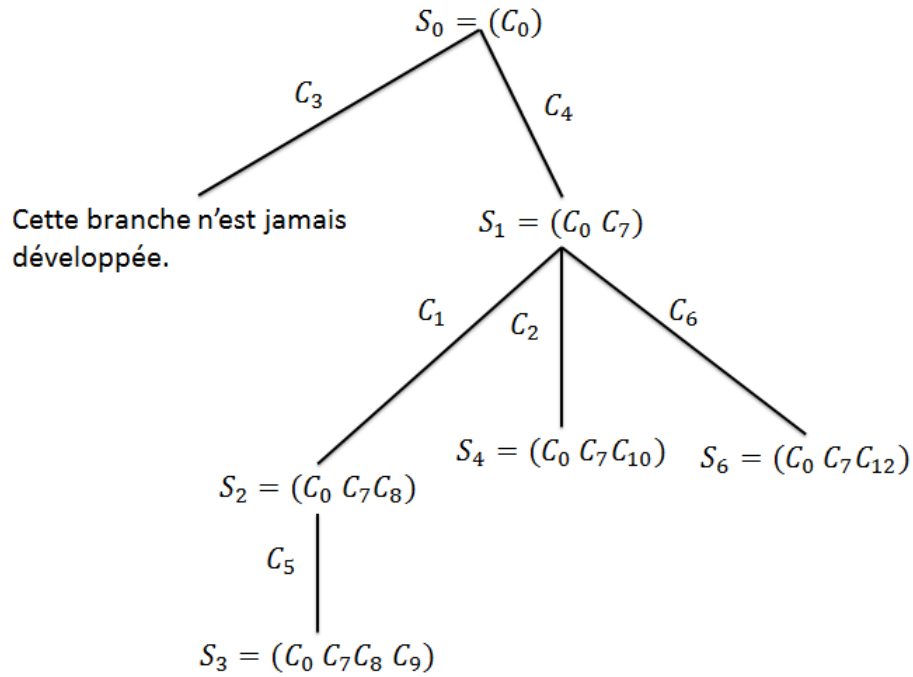 S₀ = (C₀)
C₃
C₄
Cette branche n'est jamais
développée.
S₁ = (C₀ C₇)
C₁
C₂
C₆
S₂ = (C₀ C₇C₈)
S₄ = (C₀ C₇C₁₀)
S₆ = (C₀ C₇C₁₂)
C₅
S₃ = (C₀ C₇C₈ C₉)